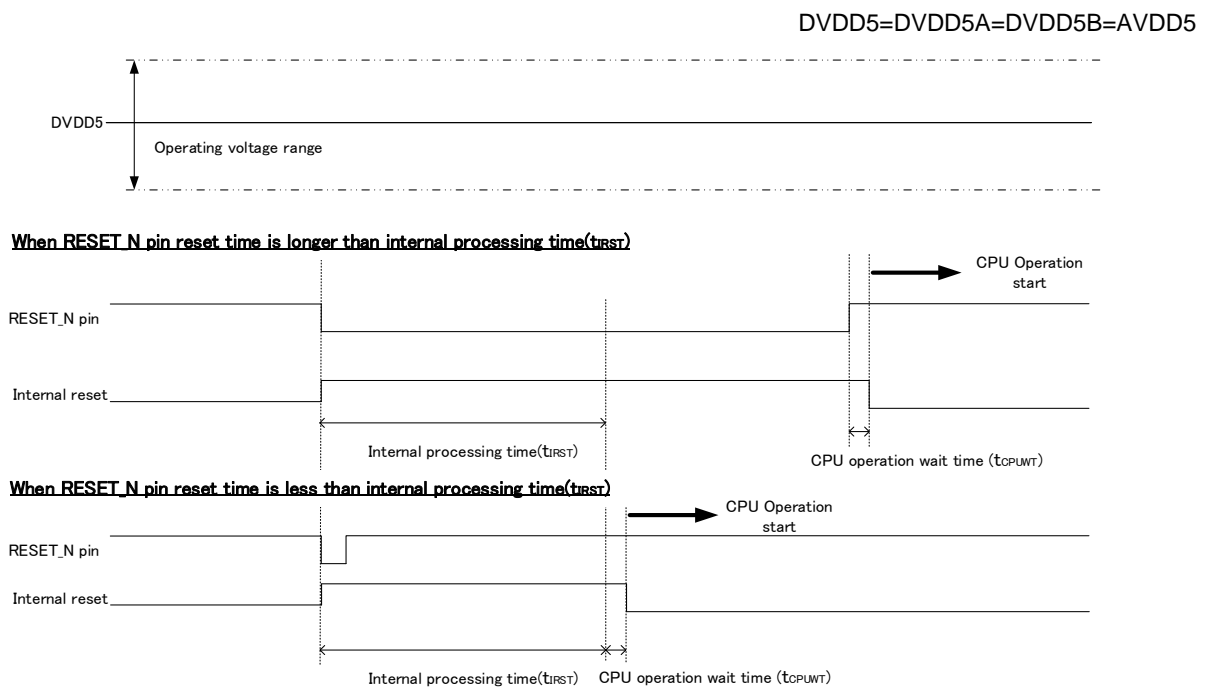 DVDD5=DVDD5A=DVDD5B=AVDD5
DVDD5
Operating voltage range
When RESET_N pin reset time is longer than internal processing time(tIRST)
CPU Operation
start
RESET_N pin
Internal reset
Internal processing time(tIRST)
CPU operation wait time (tCPUWT)
When RESET_N pin reset time is less than internal processing time(tIRST)
CPU Operation
start
RESET_N pin
Internal reset
Internal processing time(tIRST)
CPU operation wait time (tCPUWT)